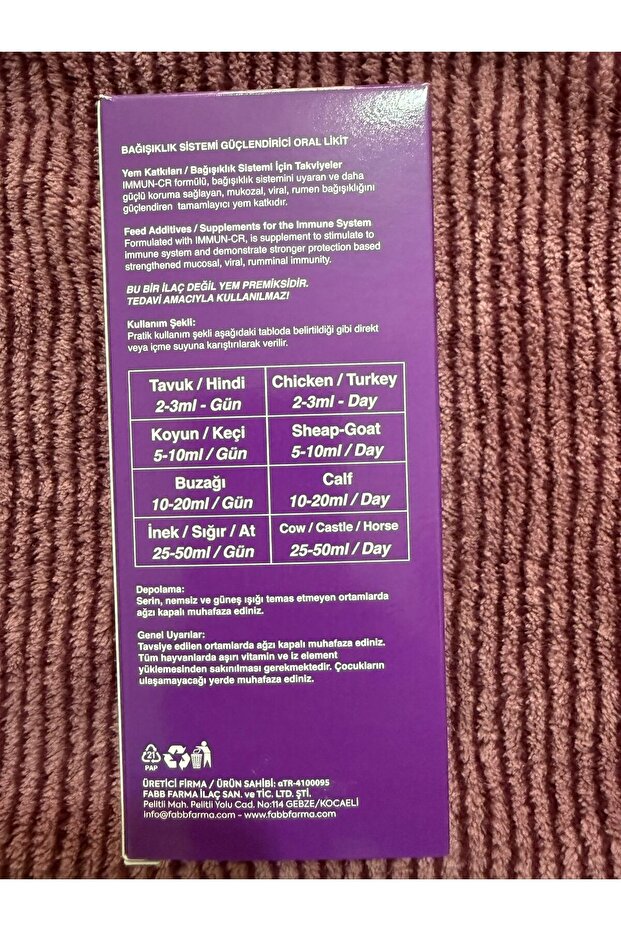 BAĞIŞIKLIK SİSTEMİ GÜÇLENDİRİCİ ORAL LİKİT
Yem Katkıları / Bağışıklık Sistemi İçin Takviyeler
IMMUN-CR formülü, bağışıklık sistemini uyaran ve daha
güçlü koruma sağlayan, mukozal, viral, rumen bağışıklığını
güçlendiren tamamlayıcı yem katkıdır.
Feed Additives / Supplements for the Immune System
Formulated with IMMUN-CR, is supplement to stimulate to
immune system and demonstrate stronger protection based
strengthened mucosal, viral, rumminal immunity.
BU BİR İLAÇ DEĞİL YEM PREMİKSİDİR.
TEDAVİ AMACIYLA KULLANILMAZ!
Kullanım Şekli:
Pratik kullanım şekli aşağıdaki tabloda belirtildiği gibi direkt
veya içme suyuna karıştırılarak verilir.
Tavuk / Hindi
2-3ml - Gün
Chicken / Turkey
2-3ml - Day
Koyun / Keçi
5-10ml / Gün
Sheap-Goat
5-10ml / Day
Buzağı
10-20ml / Gün
Calf
10-20ml / Day
İnek / Sığır / At
25-50ml / Gün
Cow / Castle / Horse
25-50ml / Day
Depolama:
Serin, nemsiz ve güneş ışığı temas etmeyen ortamlarda
ağzı kapalı muhafaza ediniz.
Genel Uyarılar:
Tavsiye edilen ortamlarda ağzı kapalı muhafaza ediniz.
Tüm hayvanlarda aşırı vitamin ve iz element
yüklemesinden sakınılması gerekmektedir. Çocukların
ulaşamayacağı yerde muhafaza ediniz.
21
PAP
ÜRETİCİ FİRMA / ÜRÜN SAHİBİ: αTR-4100095
FABB FARMA İLAÇ SAN. ve TİC. LTD. ŞTİ.
Pelitli Mah. Pelitli Yolu Cad. No:114 GEBZE/KOCAELİ
info@fabbfarma.com - www.fabbfarma.com